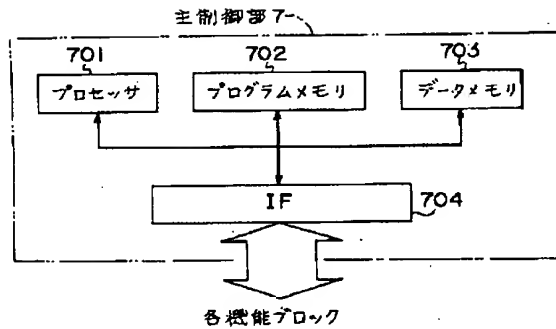 主制御部7
701
702
703
プロセッサ
プログラムメモリ
データメモリ
IF
704
各機能ブロック